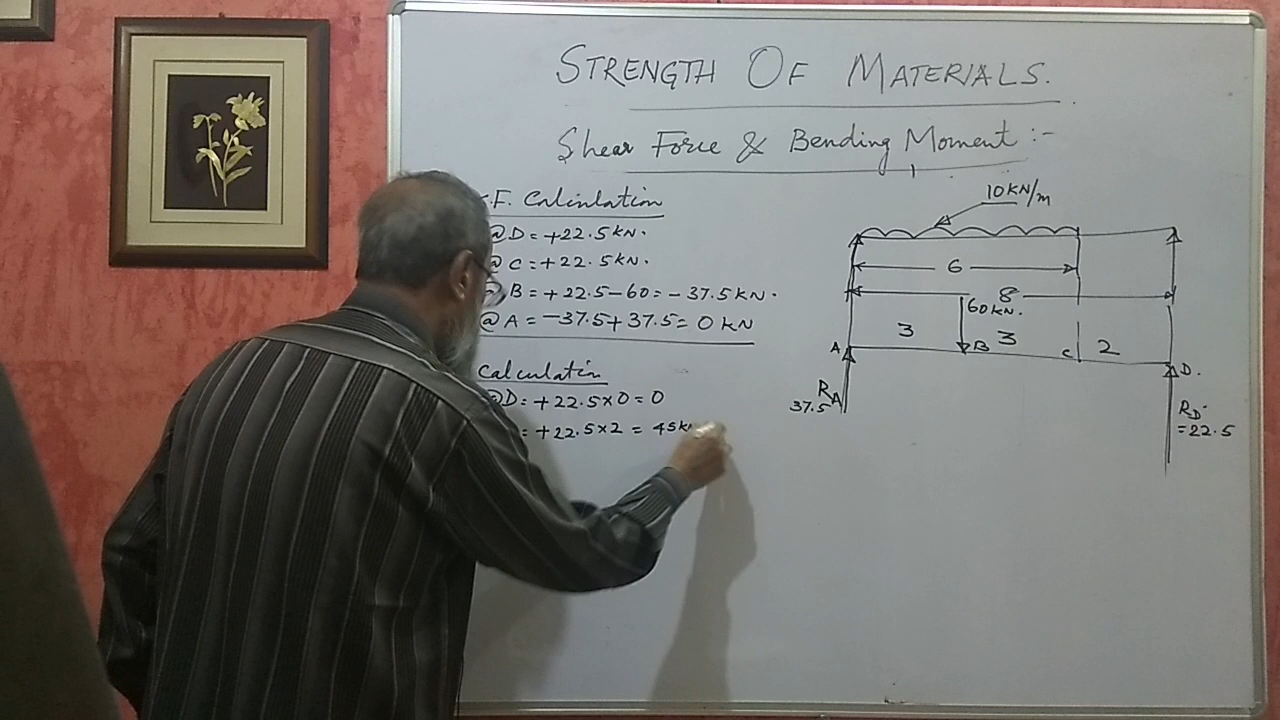 STRENGTH OF MATERIALS.
Shear Force & Bending Moment :-
.F. Calculation
@D = +22.5 KN.
@C = +22.5 KN.
@B = +22.5-60 = -37.5 KN.
@A = -37.5+37.5 = 0 KN
Calculation
@D = +22.5×0 = 0
= +22.5×2 = 45K
10 KN/m
6
8
60 KN.
3
3
2
A
B
C
D.
RA
37.5
RD
=22.5